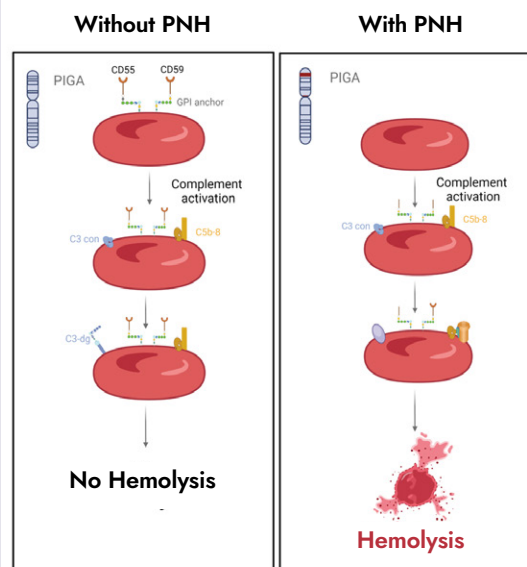 Without PNH
PIGA
CD55
CD59
GPI anchor
Complement
activation
C3 con
C5b-8
C3-dg
No Hemolysis
With PNH
PIGA
Complement
activation
C3 con
C5b-8
Hemolysis